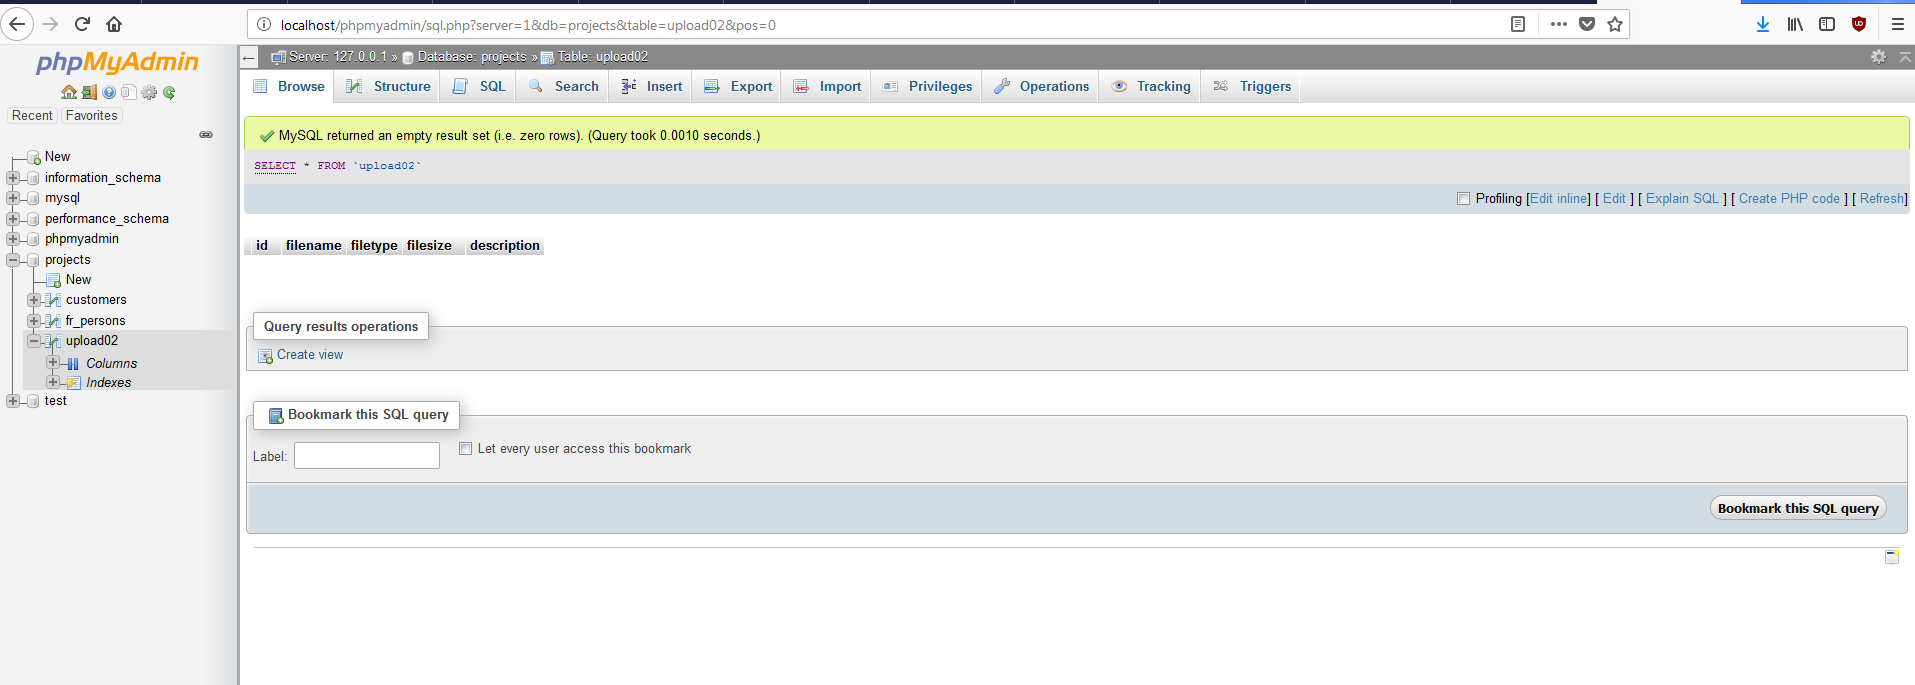 localhost/phpmyadmin/sql.php?server=1&db=projects&table=upload02&pos=0
phpMyAdmin
Recent Favorites
New
information_schema
mysql
performance_schema
phpmyadmin
projects
New
customers
fr_persons
upload02
Columns
Indexes
test
Server: 127.0.0.1 » Database: projects » Table: upload02
Browse Structure SQL Search Insert Export Import Privileges Operations Tracking Triggers
MySQL returned an empty result set (i.e. zero rows). (Query took 0.0010 seconds.)
SELECT * FROM `upload02`
Profiling [Edit inline] [ Edit ] [ Explain SQL ] [ Create PHP code ] [ Refresh]
id filename filetype filesize description
Query results operations
Create view
Bookmark this SQL query
Label: Let every user access this bookmark
Bookmark this SQL query